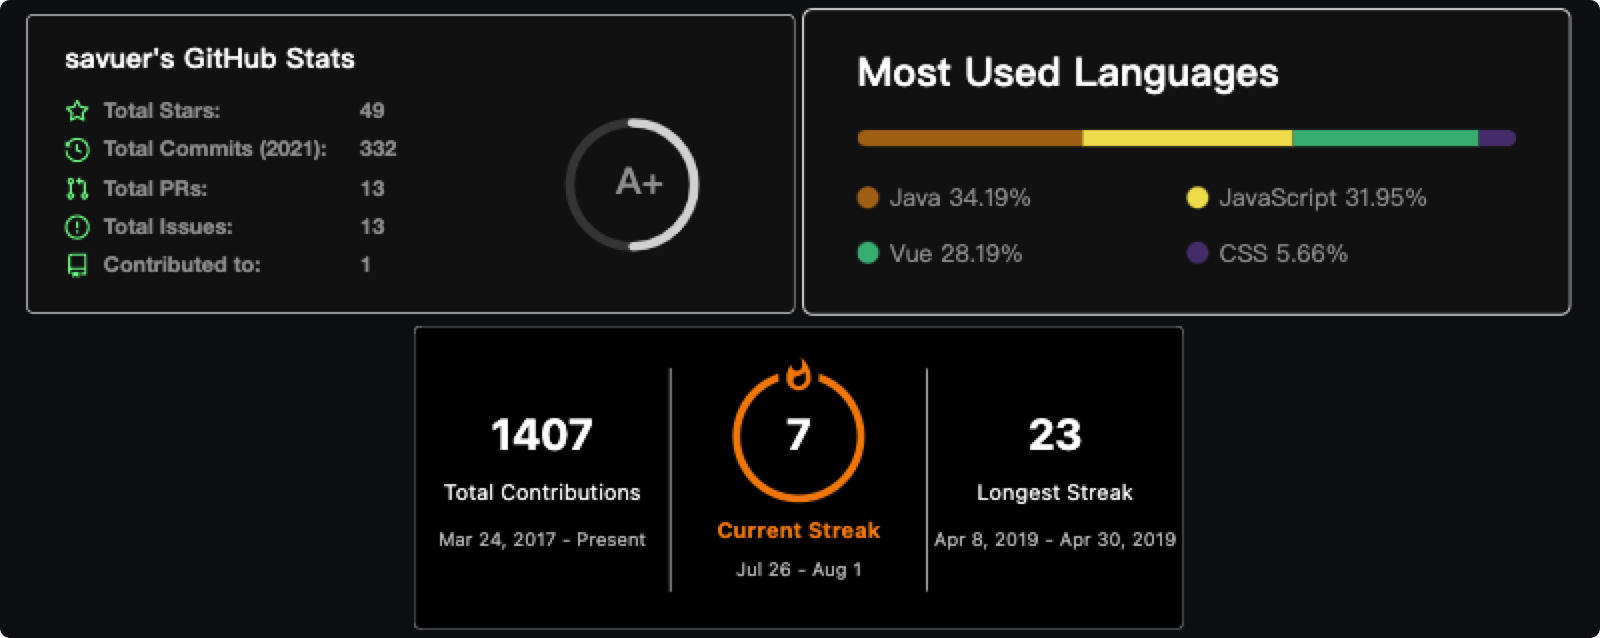 savuer's GitHub Stats
Total Stars: 49
Total Commits (2021): 332
Total PRs: 13
Total Issues: 13
Contributed to: 1
A+
Most Used Languages
Java 34.19% JavaScript 31.95%
Vue 28.19% CSS 5.66%
1407
Total Contributions
Mar 24, 2017 - Present
7
Current Streak
Jul 26 - Aug 1
23
Longest Streak
Apr 8, 2019 - Apr 30, 2019